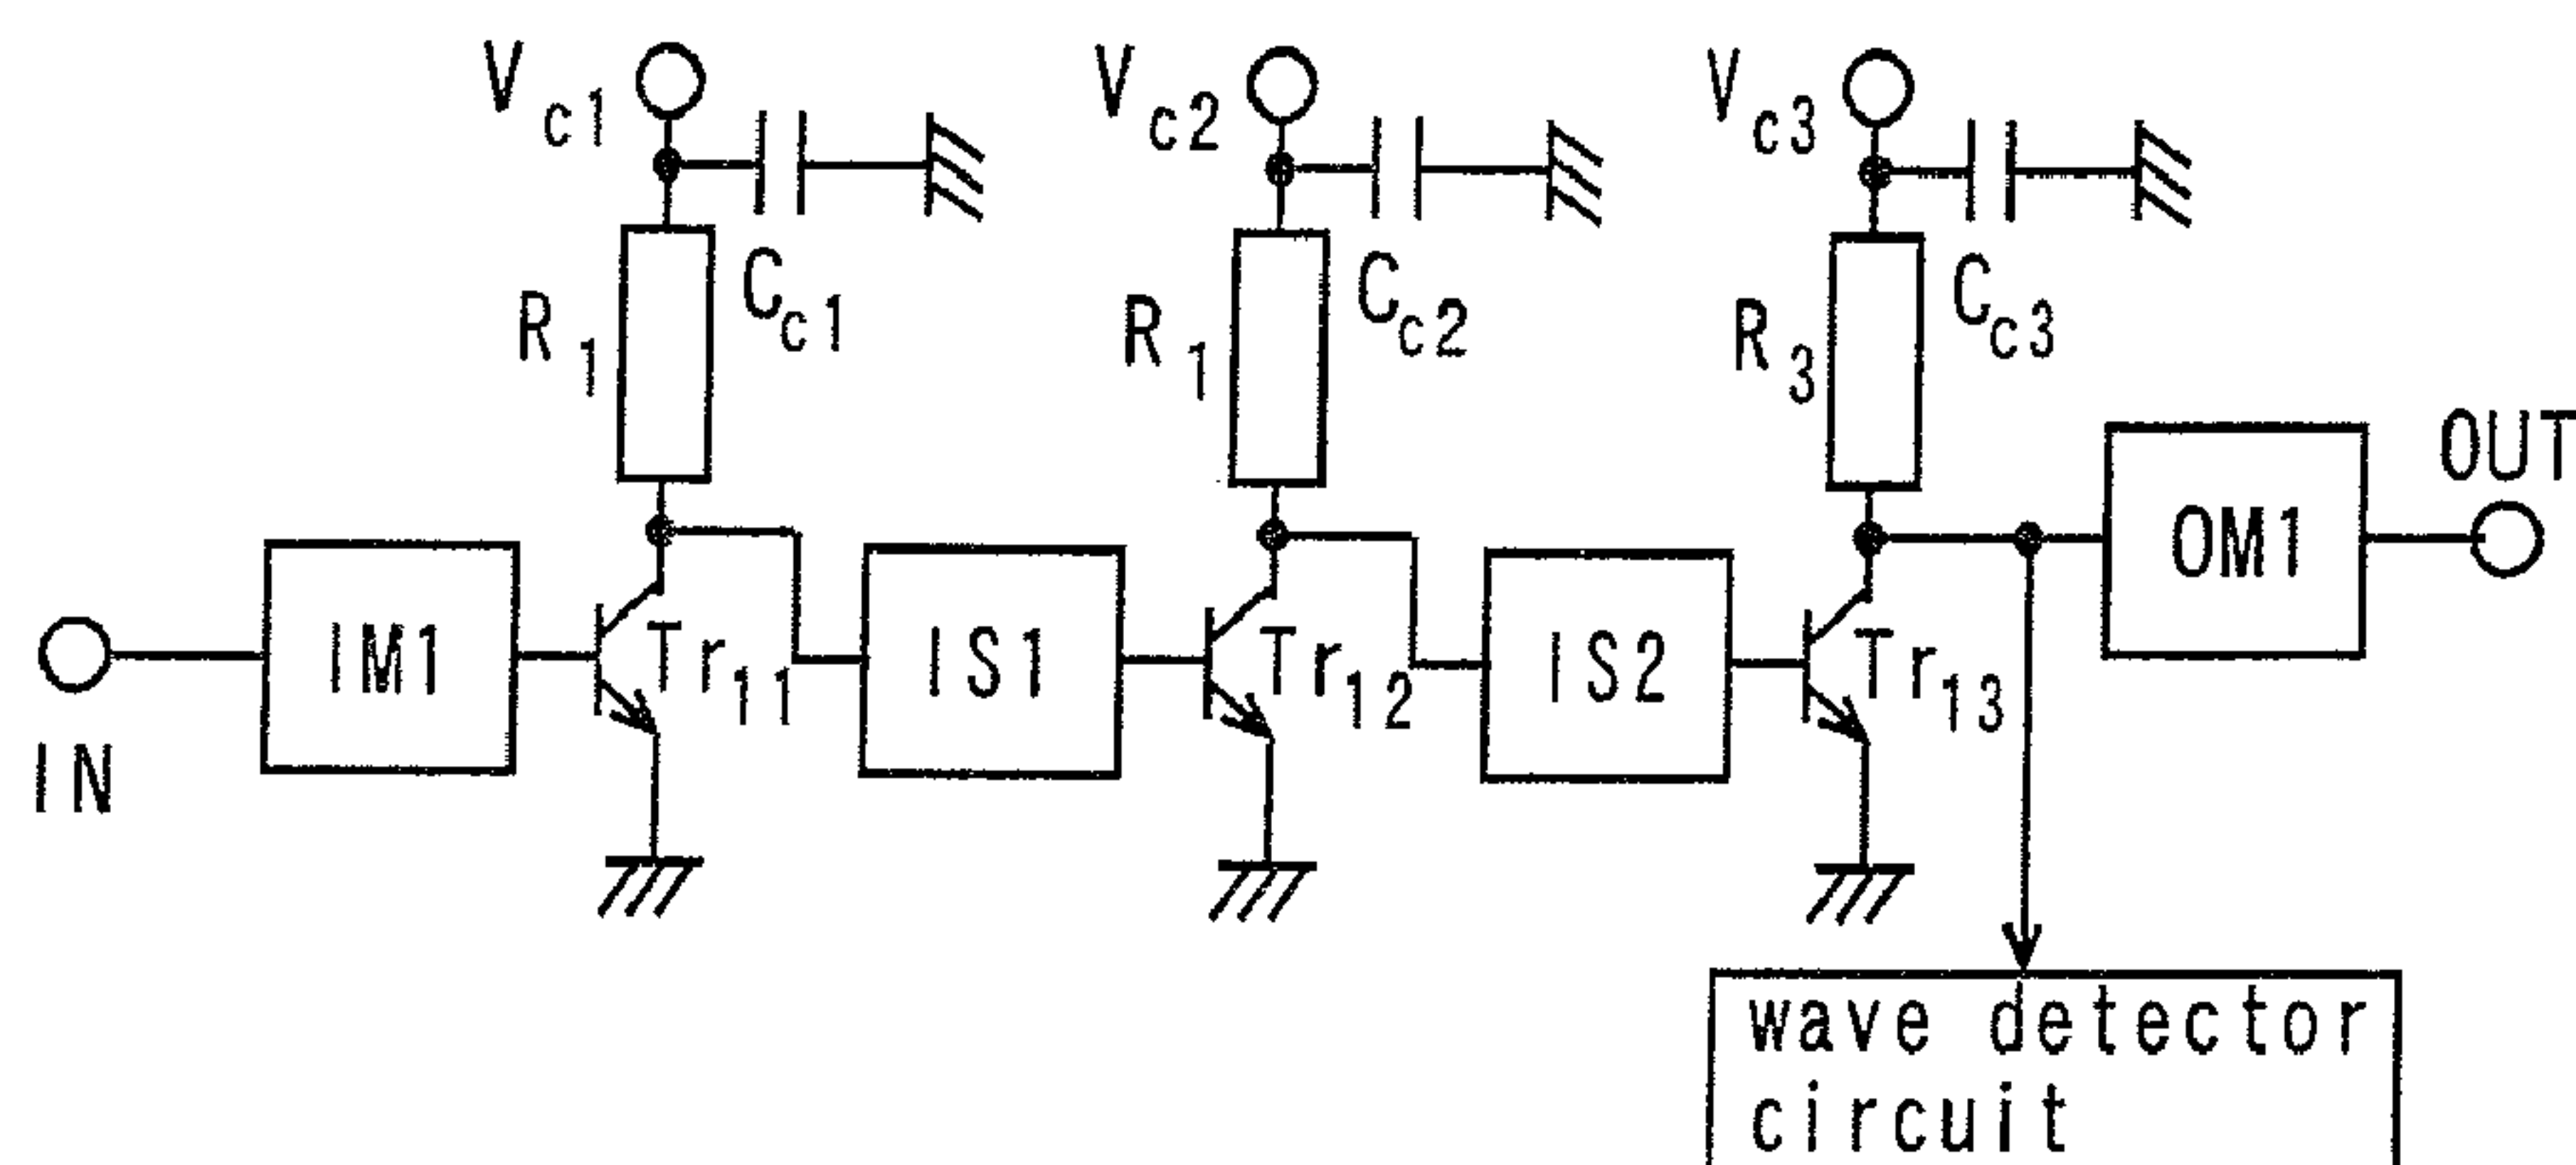 Vc1
Vc2
Vc3
Cc1
Cc2
Cc3
R1
R1
R3
OUT
OM1
IM1
Tr11
IS1
Tr12
IS2
Tr13
IN
wave detector
circuit